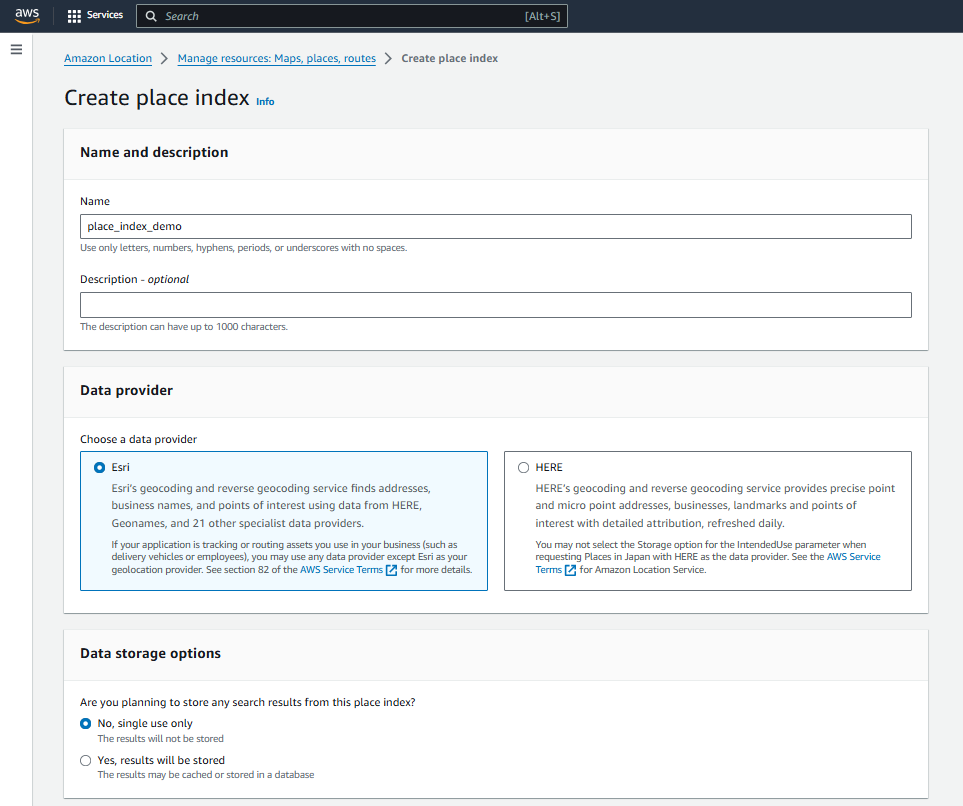 aws
Services
Search
[Alt+S]
Amazon Location
Manage resources: Maps, places, routes
Create place index
Create place index Info
Name and description
Name
place_index_demo
Use only letters, numbers, hyphens, periods, or underscores with no spaces.
Description - optional
The description can have up to 1000 characters.
Data provider
Choose a data provider
Esri
Esri's geocoding and reverse geocoding service finds addresses,
business names, and points of interest using data from HERE,
Geonames, and 21 other specialist data providers.
If your application is tracking or routing assets you use in your business (such as
delivery vehicles or employees), you may use any data provider except Esri as your
geolocation provider. See section 82 of the AWS Service Terms for more details.
HERE
HERE's geocoding and reverse geocoding service provides precise point
and micro point addresses, businesses, landmarks and points of
interest with detailed attribution, refreshed daily.
You may not select the Storage option for the IntendedUse parameter when
requesting Places in Japan with HERE as the data provider. See the AWS Service
Terms for Amazon Location Service.
Data storage options
Are you planning to store any search results from this place index?
No, single use only
The results will not be stored
Yes, results will be stored
The results may be cached or stored in a database